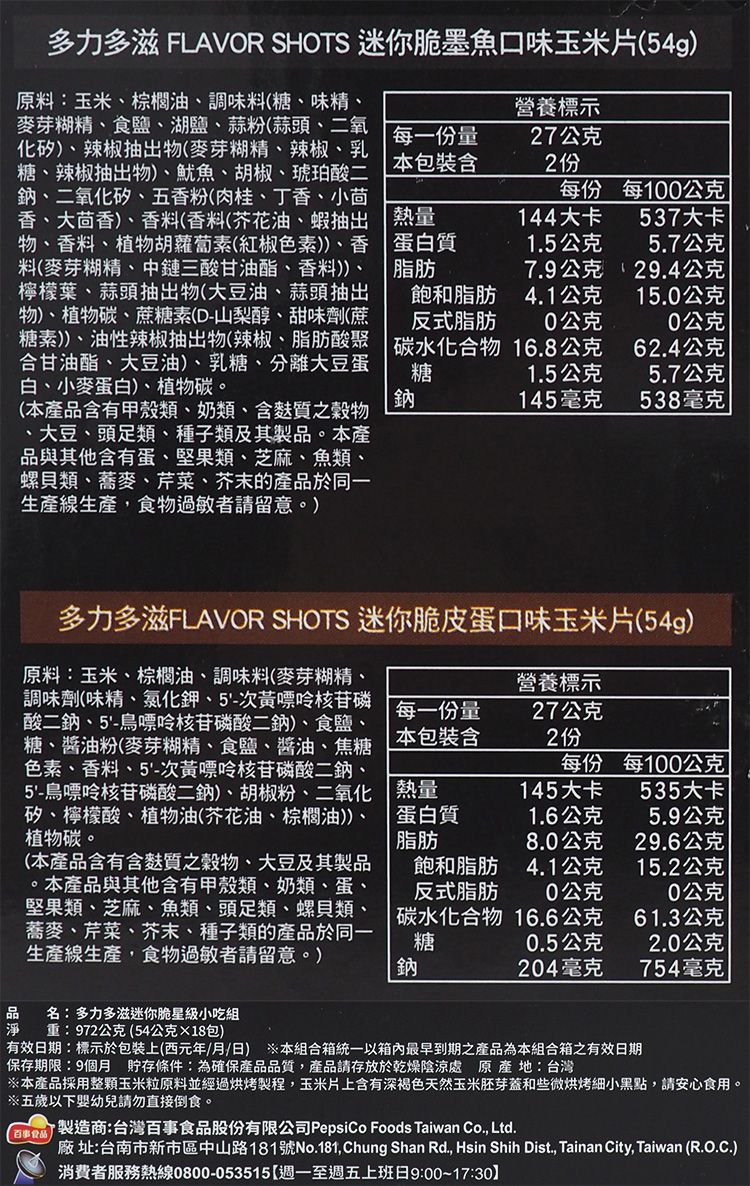 多力多滋 FLAVOR SHOTS 迷你脆墨魚口味玉米片(54g)
原料：玉米、棕櫚油、調味料(糖、味精、
麥芽糊精、食鹽、湖鹽、蒜粉(蒜頭、二氧
化矽)、辣椒抽出物(麥芽糊精、辣椒、乳
糖、辣椒抽出物)、魷魚、胡椒、琥珀酸二
鈉、二氧化矽、五香粉(肉桂、丁香、小茴
香、大茴香)、香料(香料(芥花油、蝦抽出
物、香料、植物胡蘿蔔素(紅椒色素))、香
料(麥芽糊精、中鏈三酸甘油酯、香料))、
檸檬葉、蒜頭抽出物(大豆油、蒜頭抽出
物)、植物碳、蔗糖素(D-山梨醇、甜味劑(蔗
糖素))、油性辣椒抽出物(辣椒、脂肪酸聚
合甘油酯、大豆油)、乳糖、分離大豆蛋
白、小麥蛋白)、植物碳。
(本產品含有甲殼類、奶類、含麩質之穀物
、大豆、頭足類、種子類及其製品。本產
品與其他含有蛋、堅果類、芝麻、魚類、
螺貝類、蕎麥、芹菜、芥末的產品於同一
生產線生產，食物過敏者請留意。)
營養標示
每一份量 27公克
本包裝含 2份
每份 每100公克
熱量 144大卡 537大卡
蛋白質 1.5公克 5.7公克
脂肪 7.9公克 29.4公克
飽和脂肪 4.1公克 15.0公克
反式脂肪 0公克 0公克
碳水化合物 16.8公克 62.4公克
糖 1.5公克 5.7公克
鈉 145毫克 538毫克
多力多滋FLAVOR SHOTS 迷你脆皮蛋口味玉米片(54g)
原料：玉米、棕櫚油、調味料(麥芽糊精、
調味劑(味精、氯化鉀、5'-次黃嘌呤核苷磷
酸二鈉、5'-鳥嘌呤核苷磷酸二鈉)、食鹽、
糖、醬油粉(麥芽糊精、食鹽、醬油、焦糖
色素、香料、5'-次黃嘌呤核苷磷酸二鈉、
5'-鳥嘌呤核苷磷酸二鈉)、胡椒粉、二氧化
矽、檸檬酸、植物油(芥花油、棕櫚油))、
植物碳。
(本產品含有含麩質之穀物、大豆及其製品
。本產品與其他含有甲殼類、奶類、蛋、
堅果類、芝麻、魚類、頭足類、螺貝類、
蕎麥、芹菜、芥末、種子類的產品於同一
生產線生產，食物過敏者請留意。)
營養標示
每一份量 27公克
本包裝含 2份
每份 每100公克
熱量 145大卡 535大卡
蛋白質 1.6公克 5.9公克
脂肪 8.0公克 29.6公克
飽和脂肪 4.1公克 15.2公克
反式脂肪 0公克 0公克
碳水化合物 16.6公克 61.3公克
糖 0.5公克 2.0公克
鈉 204毫克 754毫克
品 名：多力多滋迷你脆星級小吃組
淨 重：972公克 (54公克×18包)
有效日期：標示於包裝上(西元年/月/日) ※本組合箱統一以箱內最早到期之產品為本組合箱之有效日期
保存期限：9個月 貯存條件：為確保產品品質，產品請存放於乾燥陰涼處 原 產 地：台灣
※本產品採用整顆玉米粒原料並經過烘烤製程，玉米片上含有深褐色天然玉米胚芽蓋和些微烘烤細小黑點，請安心食用。
※五歲以下嬰幼兒請勿直接倒食。
百事食品
製造商:台灣百事食品股份有限公司PepsiCo Foods Taiwan Co., Ltd.
廠 址:台南市新市區中山路181號No.181, Chung Shan Rd., Hsin Shih Dist., Tainan City, Taiwan (R.O.C.)
消費者服務熱線0800-053515【週一至週五上班日9:00~17:30】